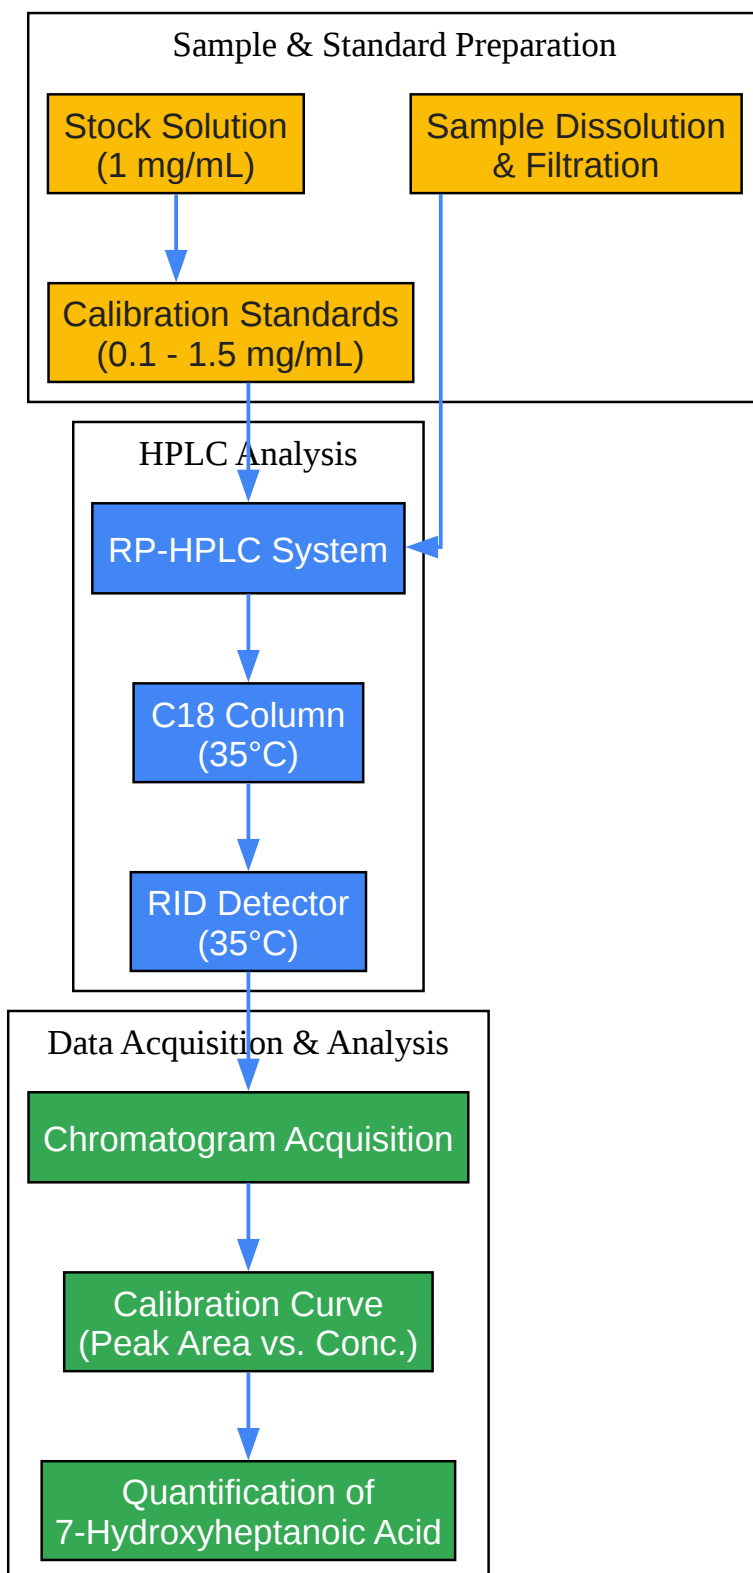 Sample & Standard Preparation
Stock Solution
(1 mg/mL)
Sample Dissolution
& Filtration
Calibration Standards
(0.1 - 1.5 mg/mL)
HPLC Analysis
RP-HPLC System
C18 Column
(35°C)
RID Detector
(35°C)
Data Acquisition & Analysis
Chromatogram Acquisition
Calibration Curve
(Peak Area vs. Conc.)
Quantification of
7-Hydroxyheptanoic Acid